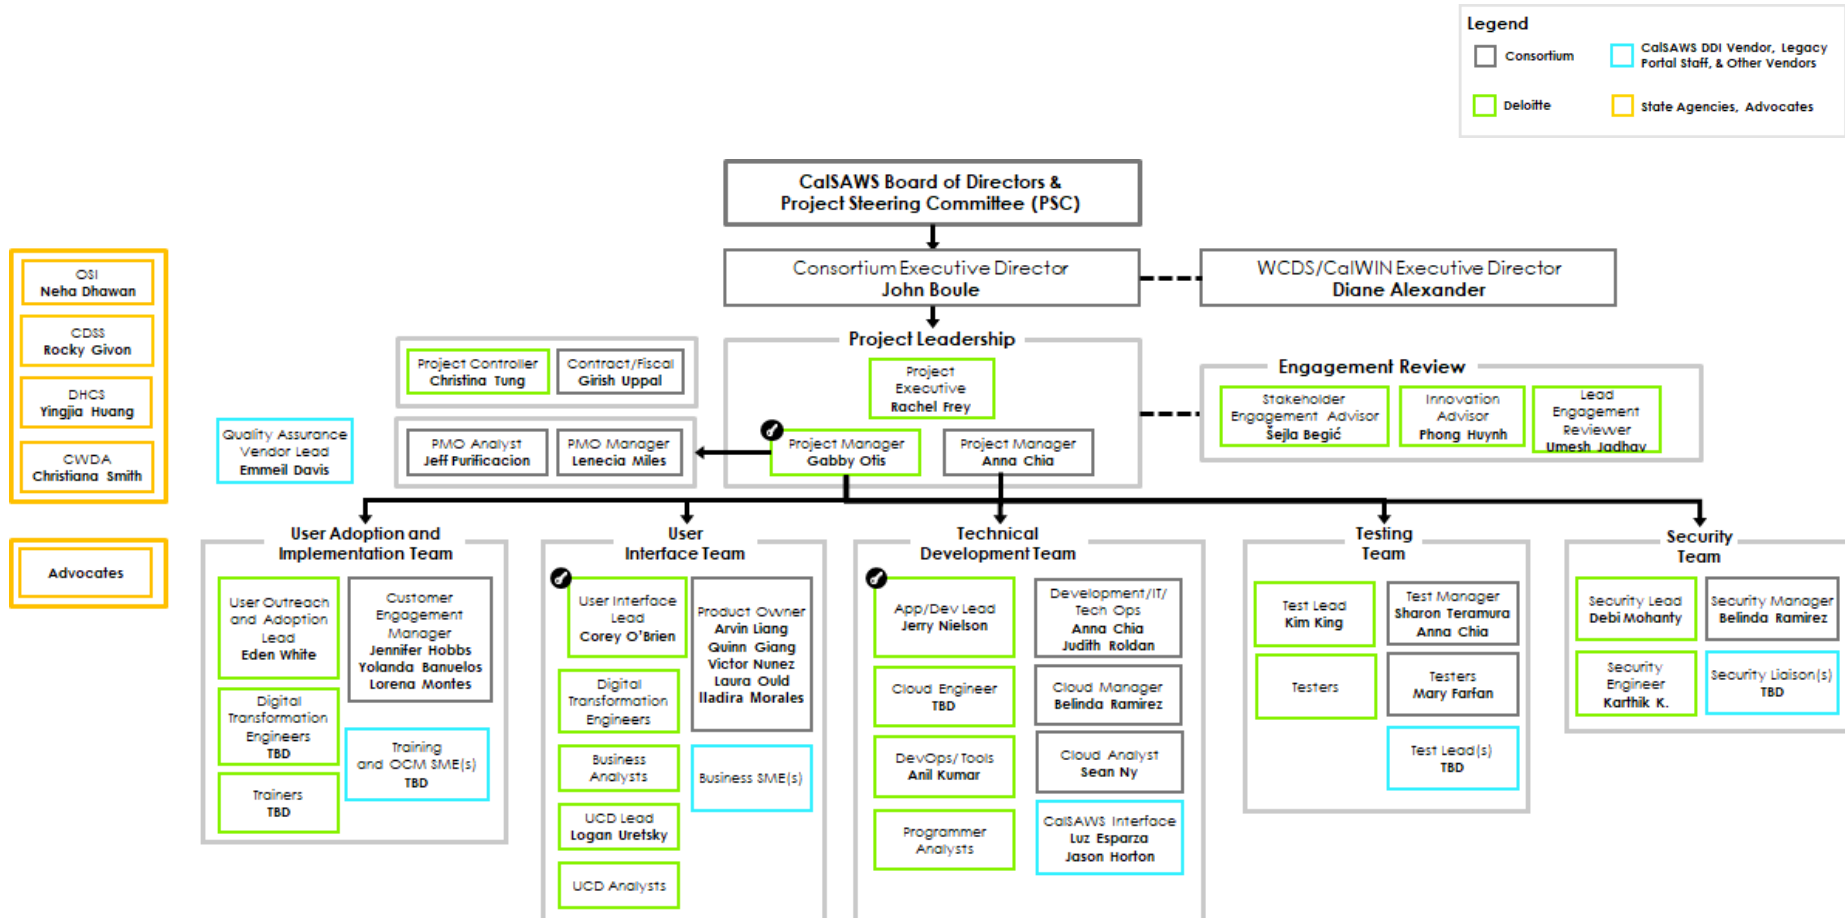 Legend
Consortium
CalSAWS DDI Vendor, Legacy
Portal Staff, & Other Vendors
Deloitte
State Agencies, Advocates
CalSAWS Board of Directors &
Project Steering Committee (PSC)
Consortium Executive Director
John Boule
WCDS/CalWIN Executive Director
Diane Alexander
OSI
Neha Dhawan
CDSS
Rocky Givon
DHCS
Yingjia Huang
CWDA
Christiana Smith
Advocates
Quality Assurance
Vendor Lead
Emmeil Davis
Project Controller
Christina Tung
Contract/Fiscal
Girish Uppal
PMO Analyst
Jeff Purificacion
PMO Manager
Lenecia Miles
Project Leadership
Project
Executive
Rachel Frey
Project Manager
Gabby Otis
Project Manager
Anna Chia
Engagement Review
Stakeholder
Engagement Advisor
Šejla Begić
Innovation
Advisor
Phong Huynh
Lead
Engagement
Reviewer
Umesh Jadhav
User Adoption and
Implementation Team
User Outreach
and Adoption
Lead
Eden White
Customer
Engagement
Manager
Jennifer Hobbs
Yolanda Banuelos
Lorena Montes
Digital
Transformation
Engineers
TBD
Training
and OCM SME(s)
TBD
Trainers
TBD
User
Interface Team
User Interface
Lead
Corey O'Brien
Product Owner
Arvin Liang
Quinn Giang
Victor Nunez
Laura Ould
Iladira Morales
Digital
Transformation
Engineers
Business
Analysts
Business SME(s)
UCD Lead
Logan Uretsky
UCD Analysts
Technical
Development Team
App/Dev Lead
Jerry Nielson
Development/IT/
Tech Ops
Anna Chia
Judith Roldan
Cloud Engineer
TBD
Cloud Manager
Belinda Ramirez
DevOps/Tools
Anil Kumar
Cloud Analyst
Sean Ny
Programmer
Analysts
CalSAWS Interface
Luz Esparza
Jason Horton
Testing
Team
Test Lead
Kim King
Test Manager
Sharon Teramura
Anna Chia
Testers
Testers
Mary Farfan
Test Lead(s)
TBD
Security
Team
Security Lead
Debi Mohanty
Security Manager
Belinda Ramirez
Security
Engineer
Karthik K.
Security Liaison(s)
TBD